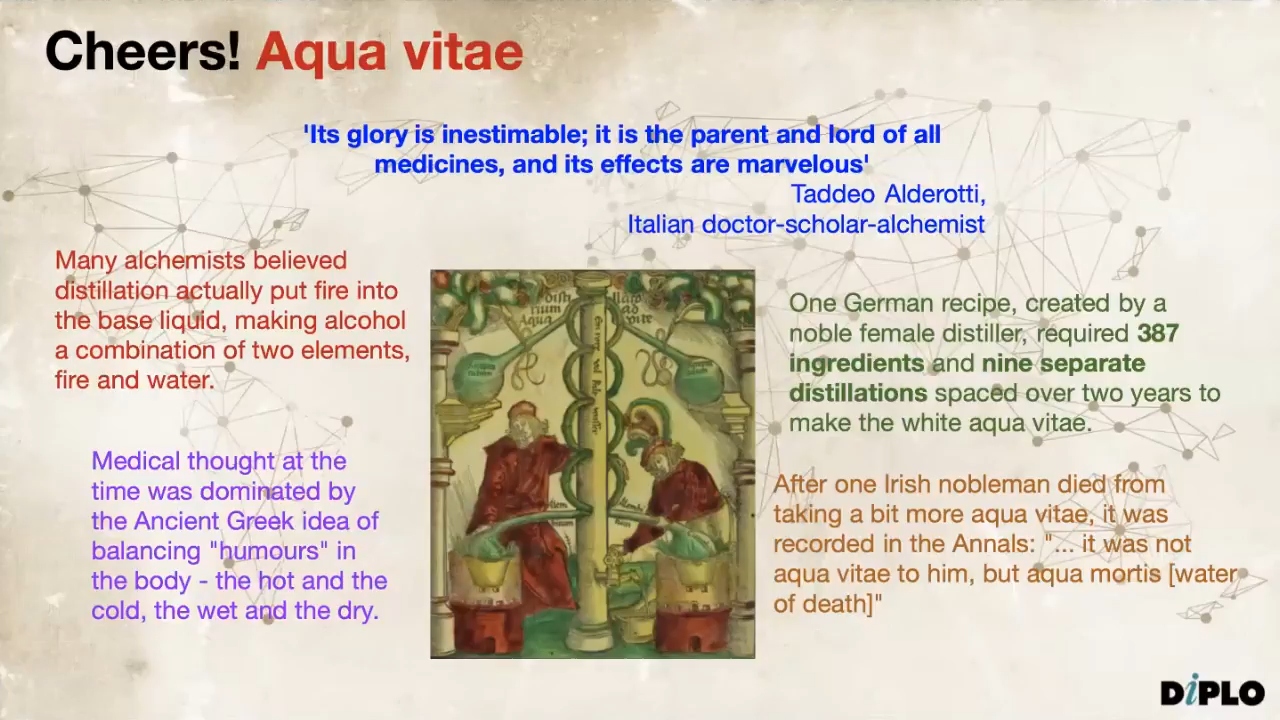 Cheers! Aqua vitae
'Its glory is inestimable; it is the parent and lord of all
medicines, and its effects are marvelous'
Taddeo Alderotti,
Italian doctor-scholar-alchemist
Many alchemists believed
distillation actually put fire into
the base liquid, making alcohol
a combination of two elements,
fire and water.
Medical thought at the
time was dominated by
the Ancient Greek idea of
balancing "humours" in
the body - the hot and the
cold, the wet and the dry.
One German recipe, created by a
noble female distiller, required 387
ingredients and nine separate
distillations spaced over two years to
make the white aqua vitae.
After one Irish nobleman died from
taking a bit more aqua vitae, it was
recorded in the Annals: "... it was not
aqua vitae to him, but aqua mortis [water
of death]"
DiPLO